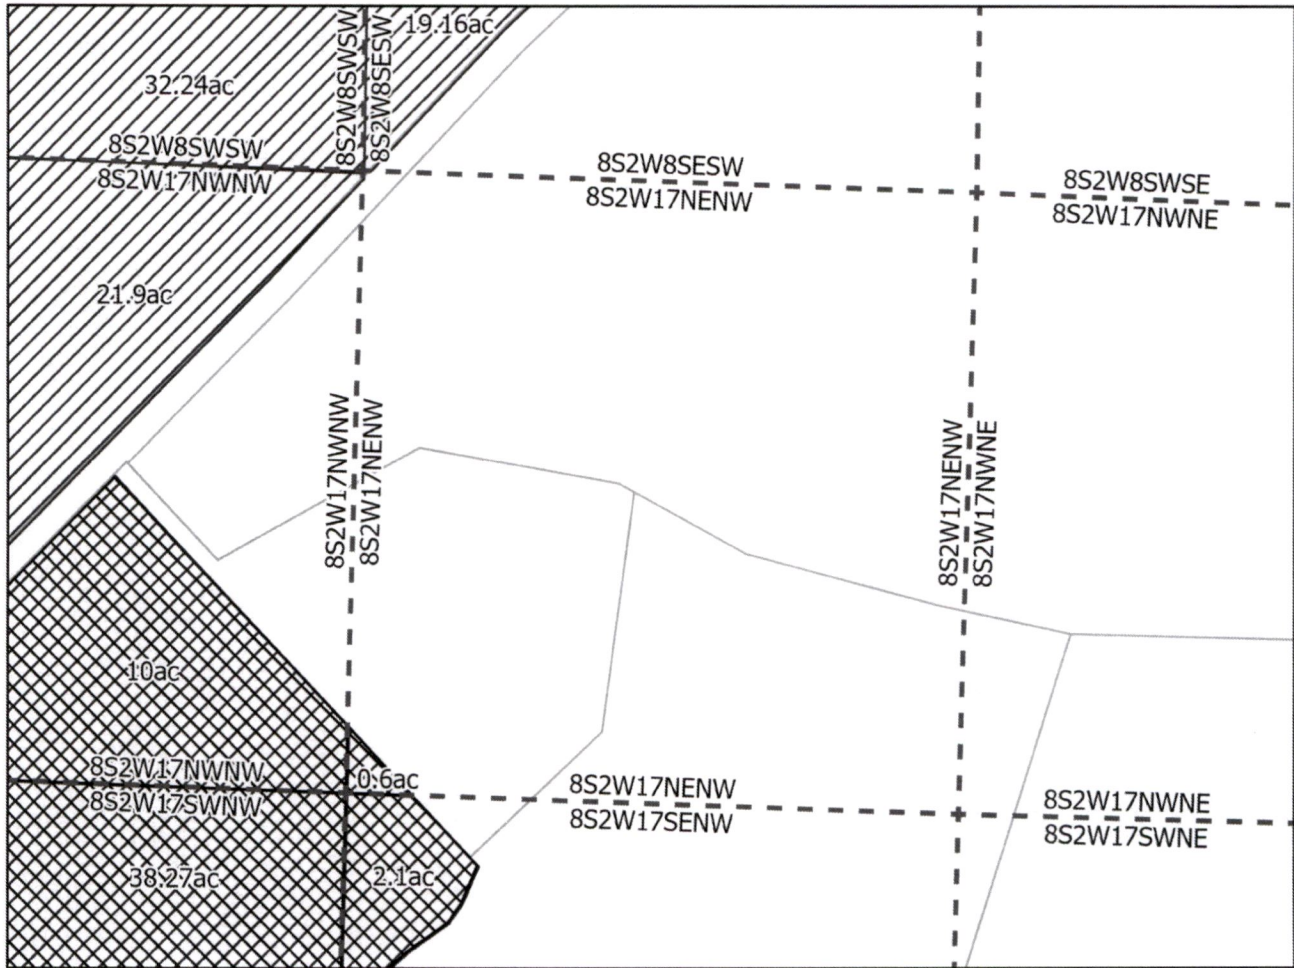 19.16ac
8S2W8SWSW
8S2W8SESW
32.24ac
8S2W8SWSW
8S2W17NWNW
8S2W8SESW
8S2W17NENW
8S2W8SWSE
8S2W17NWNE
21.9ac
8S2W17NWNW
8S2W17NENW
8S2W17NENW
8S2W17NWNE
10ac
8S2W17NWNW
8S2W17SWNW
0.6ac
8S2W17NENW
8S2W17SENW
8S2W17NWNE
8S2W17SWNE
38.27ac
2.1ac